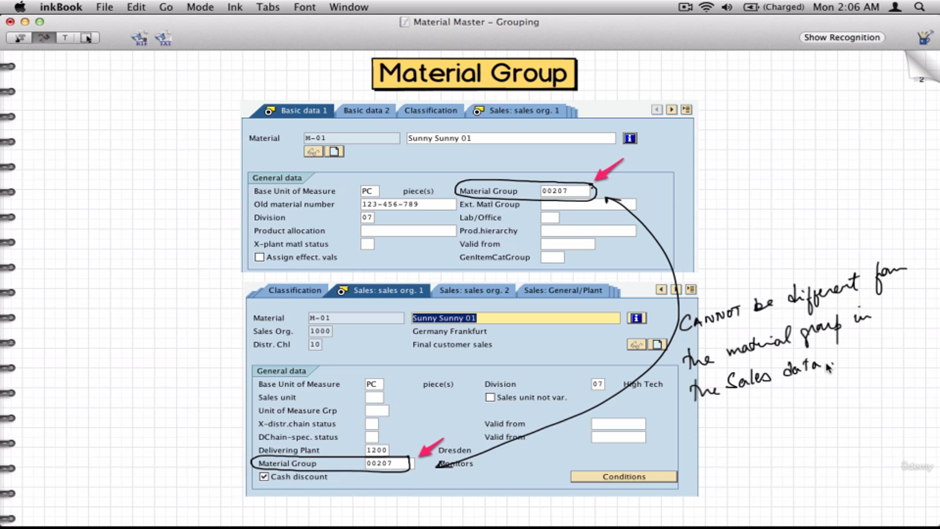 inkBook File Edit Go Mode Ink Tabs Font Window (Charged) Mon 2:06 AM
Material Master - Grouping
T Show Recognition
Material Group
Basic data 1 Basic data 2 Classification Sales: sales org. 1
Material M-01 Sunny Sunny 01
General data
Base Unit of Measure PC piece(s) Material Group 00207
Old material number 123-456-789 Ext. Matl Group
Division 07 Lab/Office
Product allocation Prod.hierarchy
X-plant matl status Valid from
Assign effect. vals GenItemCatGroup
Classification Sales: sales org. 1 Sales: sales org. 2 Sales: General/Plant
Material M-01 Sunny Sunny 01
Sales Org. 1000 Germany Frankfurt
Distr. Chl 10 Final customer sales
General data
Base Unit of Measure PC piece(s) Division 07 High Tech
Sales unit Sales unit not var.
Unit of Measure Grp
X-distr.chain status Valid from
DChain-spec. status Valid from
Delivering Plant 1200 Dresden
Material Group 00207
Cash discount Conditions
CANNOT be different from
the material group in
the Sales data.